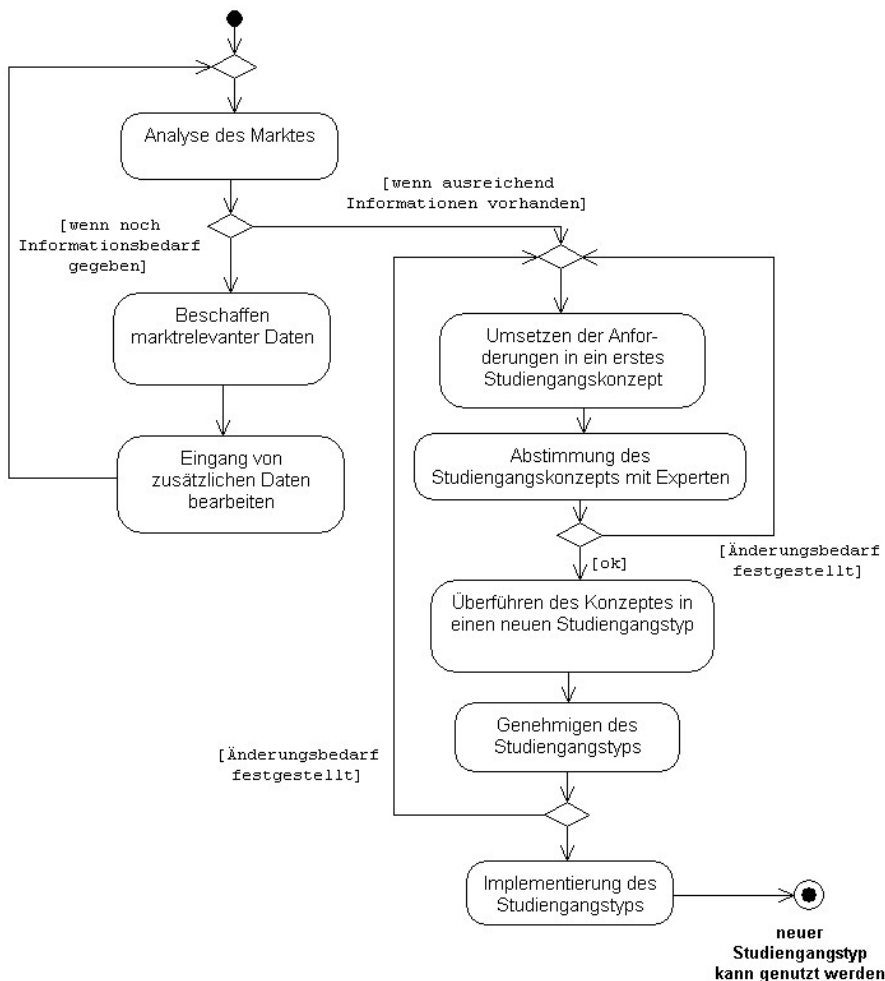 Analyse des Marktes
[wenn ausreichend
Informationen vorhanden]
[wenn noch
Informationsbedarf
gegeben]
Beschaffen
marktrelevanter Daten
Eingang von
zusätzlichen Daten
bearbeiten
Umsetzen der Anfor-
derungen in ein erstes
Studiengangskonzept
Abstimmung des
Studiengangskonzepts mit Experten
[Änderungsbedarf
festgestellt]
[ok]
Überführen des Konzeptes in
einen neuen Studiengangstyp
Genehmigen des
Studiengangstyps
[Änderungsbedarf
festgestellt]
Implementierung des
Studiengangstyps
neuer
Studiengangstyp
kann genutzt werden